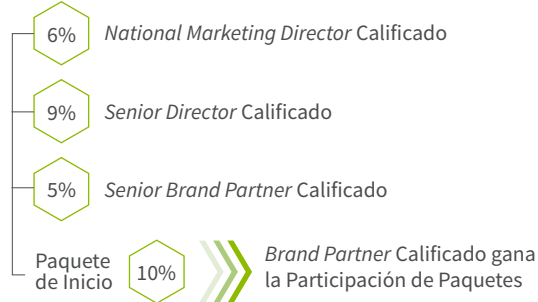 6% National Marketing Director Calificado
9% Senior Director Calificado
5% Senior Brand Partner Calificado
Paquete
de Inicio
10%
Brand Partner Calificado gana
la Participación de Paquetes